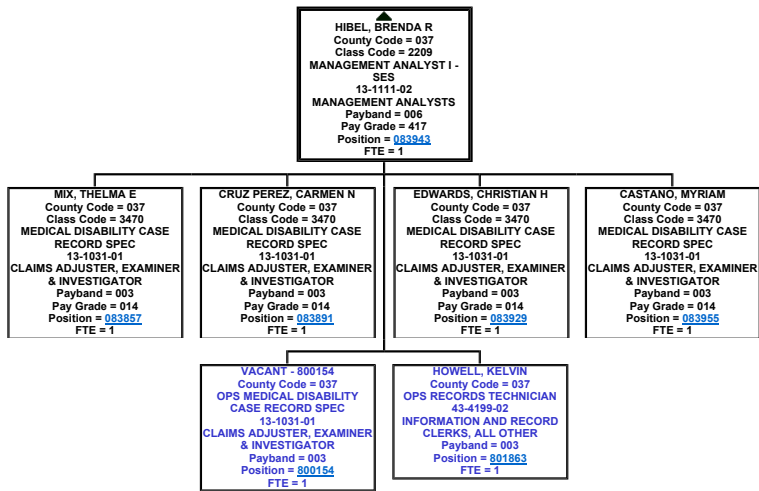 HIBEL, BRENDA R
County Code = 037
Class Code = 2209
MANAGEMENT ANALYST I -
SES
13-1111-02
MANAGEMENT ANALYSTS
Payband = 006
Pay Grade = 417
Position = 083943
FTE = 1
MIX, THELMA E
County Code = 037
Class Code = 3470
MEDICAL DISABILITY CASE
RECORD SPEC
13-1031-01
CLAIMS ADJUSTER, EXAMINER
& INVESTIGATOR
Payband = 003
Pay Grade = 014
Position = 083857
FTE = 1
CRUZ PEREZ, CARMEN N
County Code = 037
Class Code = 3470
MEDICAL DISABILITY CASE
RECORD SPEC
13-1031-01
CLAIMS ADJUSTER, EXAMINER
& INVESTIGATOR
Payband = 003
Pay Grade = 014
Position = 083891
FTE = 1
EDWARDS, CHRISTIAN H
County Code = 037
Class Code = 3470
MEDICAL DISABILITY CASE
RECORD SPEC
13-1031-01
CLAIMS ADJUSTER, EXAMINER
& INVESTIGATOR
Payband = 003
Pay Grade = 014
Position = 083929
FTE = 1
CASTANO, MYRIAM
County Code = 037
Class Code = 3470
MEDICAL DISABILITY CASE
RECORD SPEC
13-1031-01
CLAIMS ADJUSTER, EXAMINER
& INVESTIGATOR
Payband = 003
Pay Grade = 014
Position = 083955
FTE = 1
VACANT - 800154
County Code = 037
OPS MEDICAL DISABILITY
CASE RECORD SPEC
13-1031-01
CLAIMS ADJUSTER, EXAMINER
& INVESTIGATOR
Payband = 003
Position = 800154
FTE = 1
HOWELL, KELVIN
County Code = 037
OPS RECORDS TECHNICIAN
43-4199-02
INFORMATION AND RECORD
CLERKS, ALL OTHER
Payband = 003
Position = 801863
FTE = 1